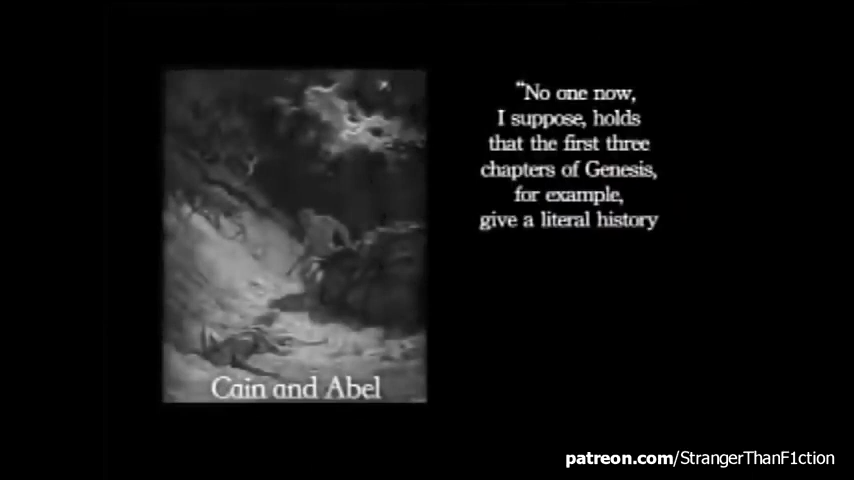 "No one now,
I suppose, holds
that the first three
chapters of Genesis,
for example,
give a literal history
Cain and Abel
patreon.com/StrangerThanF1ction